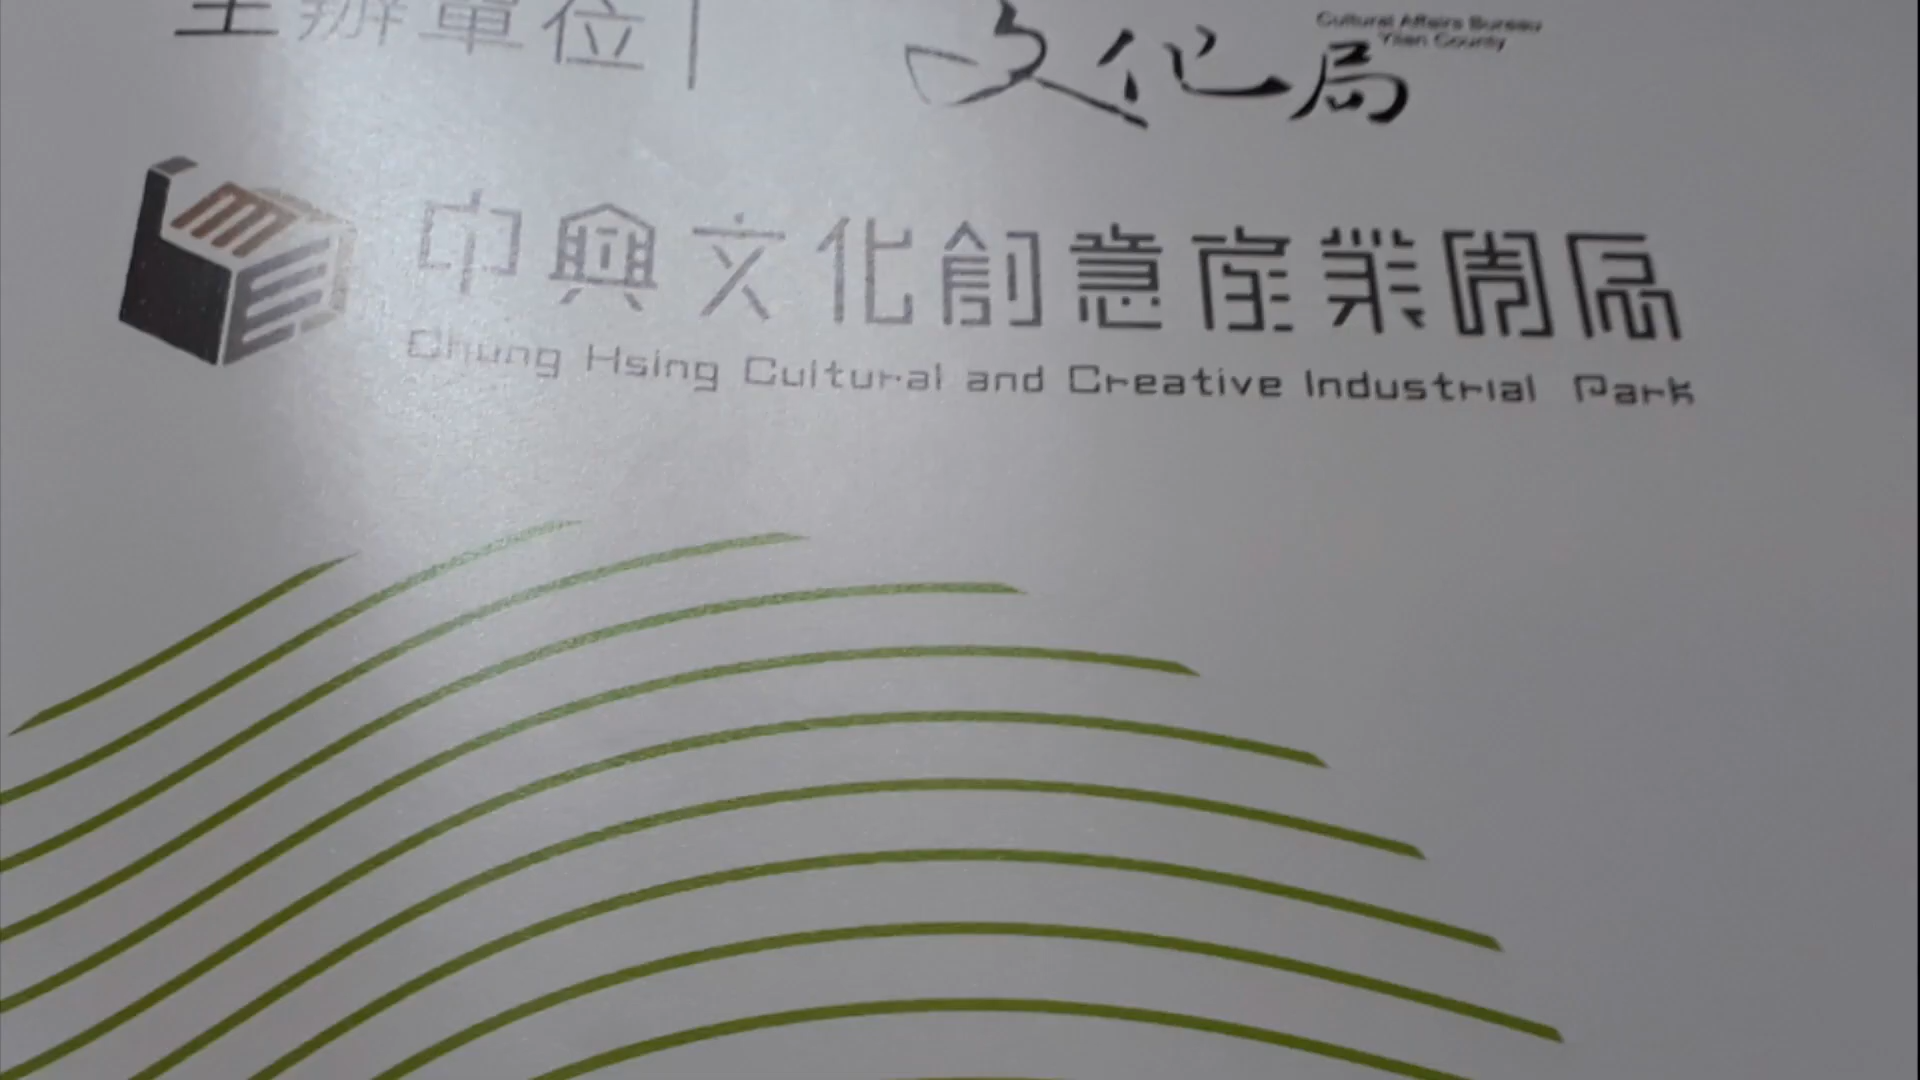 主辦單位
文化局
Cultural Affairs Bureau
Yilan County
中興文化創意產業園區
Chung Hsing Cultural and Creative Industrial Park